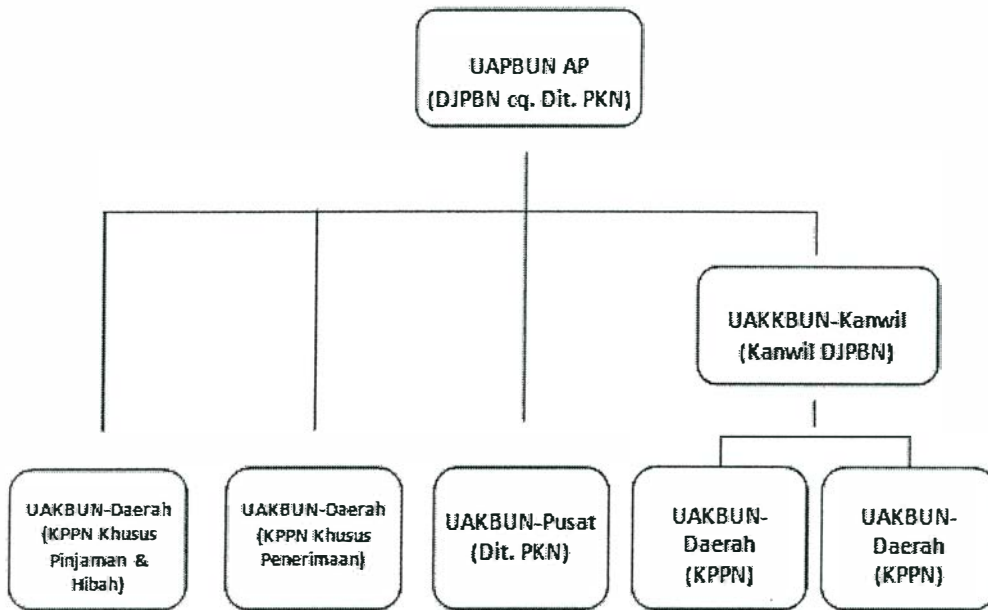 UAPBUN AP
(DJPBN cq. Dit. PKN)
UAKKBUN-Kanwil
(Kanwil DJPBN)
UAKBUN-Daerah
(KPPN Khusus
Pinjaman &
Hibah)
UAKBUN-Daerah
(KPPN Khusus
Penerimaan)
UAKBUN-Pusat
(Dit. PKN)
UAKBUN-
Daerah
(KPPN)
UAKBUN-
Daerah
(KPPN)